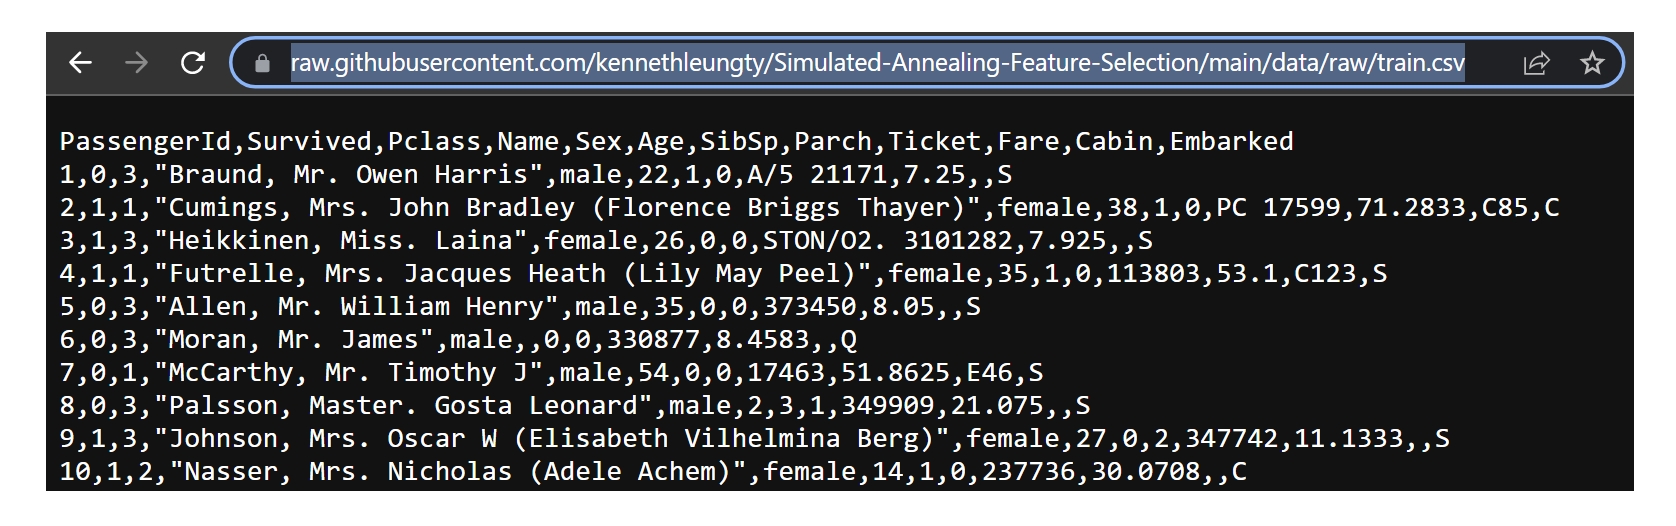 raw.githubusercontent.com/kennethleungty/Simulated-Annealing-Feature-Selection/main/data/raw/train.csv
PassengerId,Survived,Pclass,Name,Sex,Age,SibSp,Parch,Ticket,Fare,Cabin,Embarked
1,0,3,"Braund, Mr. Owen Harris",male,22,1,0,A/5 21171,7.25,,S
2,1,1,"Cumings, Mrs. John Bradley (Florence Briggs Thayer)",female,38,1,0,PC 17599,71.2833,C85,C
3,1,3,"Heikkinen, Miss. Laina",female,26,0,0,STON/O2. 3101282,7.925,,S
4,1,1,"Futrelle, Mrs. Jacques Heath (Lily May Peel)",female,35,1,0,113803,53.1,C123,S
5,0,3,"Allen, Mr. William Henry",male,35,0,0,373450,8.05,,S
6,0,3,"Moran, Mr. James",male,,0,0,330877,8.4583,,Q
7,0,1,"McCarthy, Mr. Timothy J",male,54,0,0,17463,51.8625,E46,S
8,0,3,"Palsson, Master. Gosta Leonard",male,2,3,1,349909,21.075,,S
9,1,3,"Johnson, Mrs. Oscar W (Elisabeth Vilhelmina Berg)",female,27,0,2,347742,11.1333,,S
10,1,2,"Nasser, Mrs. Nicholas (Adele Achem)",female,14,1,0,237736,30.0708,,C